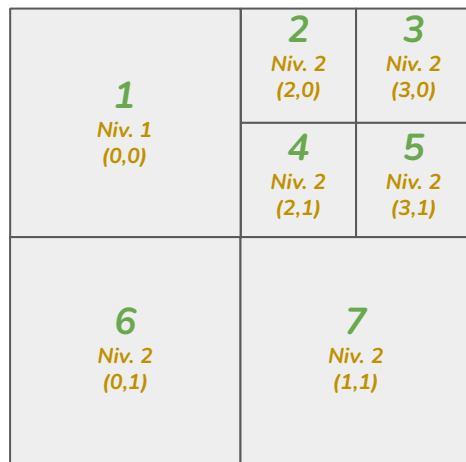 1
Niv. 1
(0,0)
2
Niv. 2
(2,0)
3
Niv. 2
(3,0)
4
Niv. 2
(2,1)
5
Niv. 2
(3,1)
6
Niv. 2
(0,1)
7
Niv. 2
(1,1)